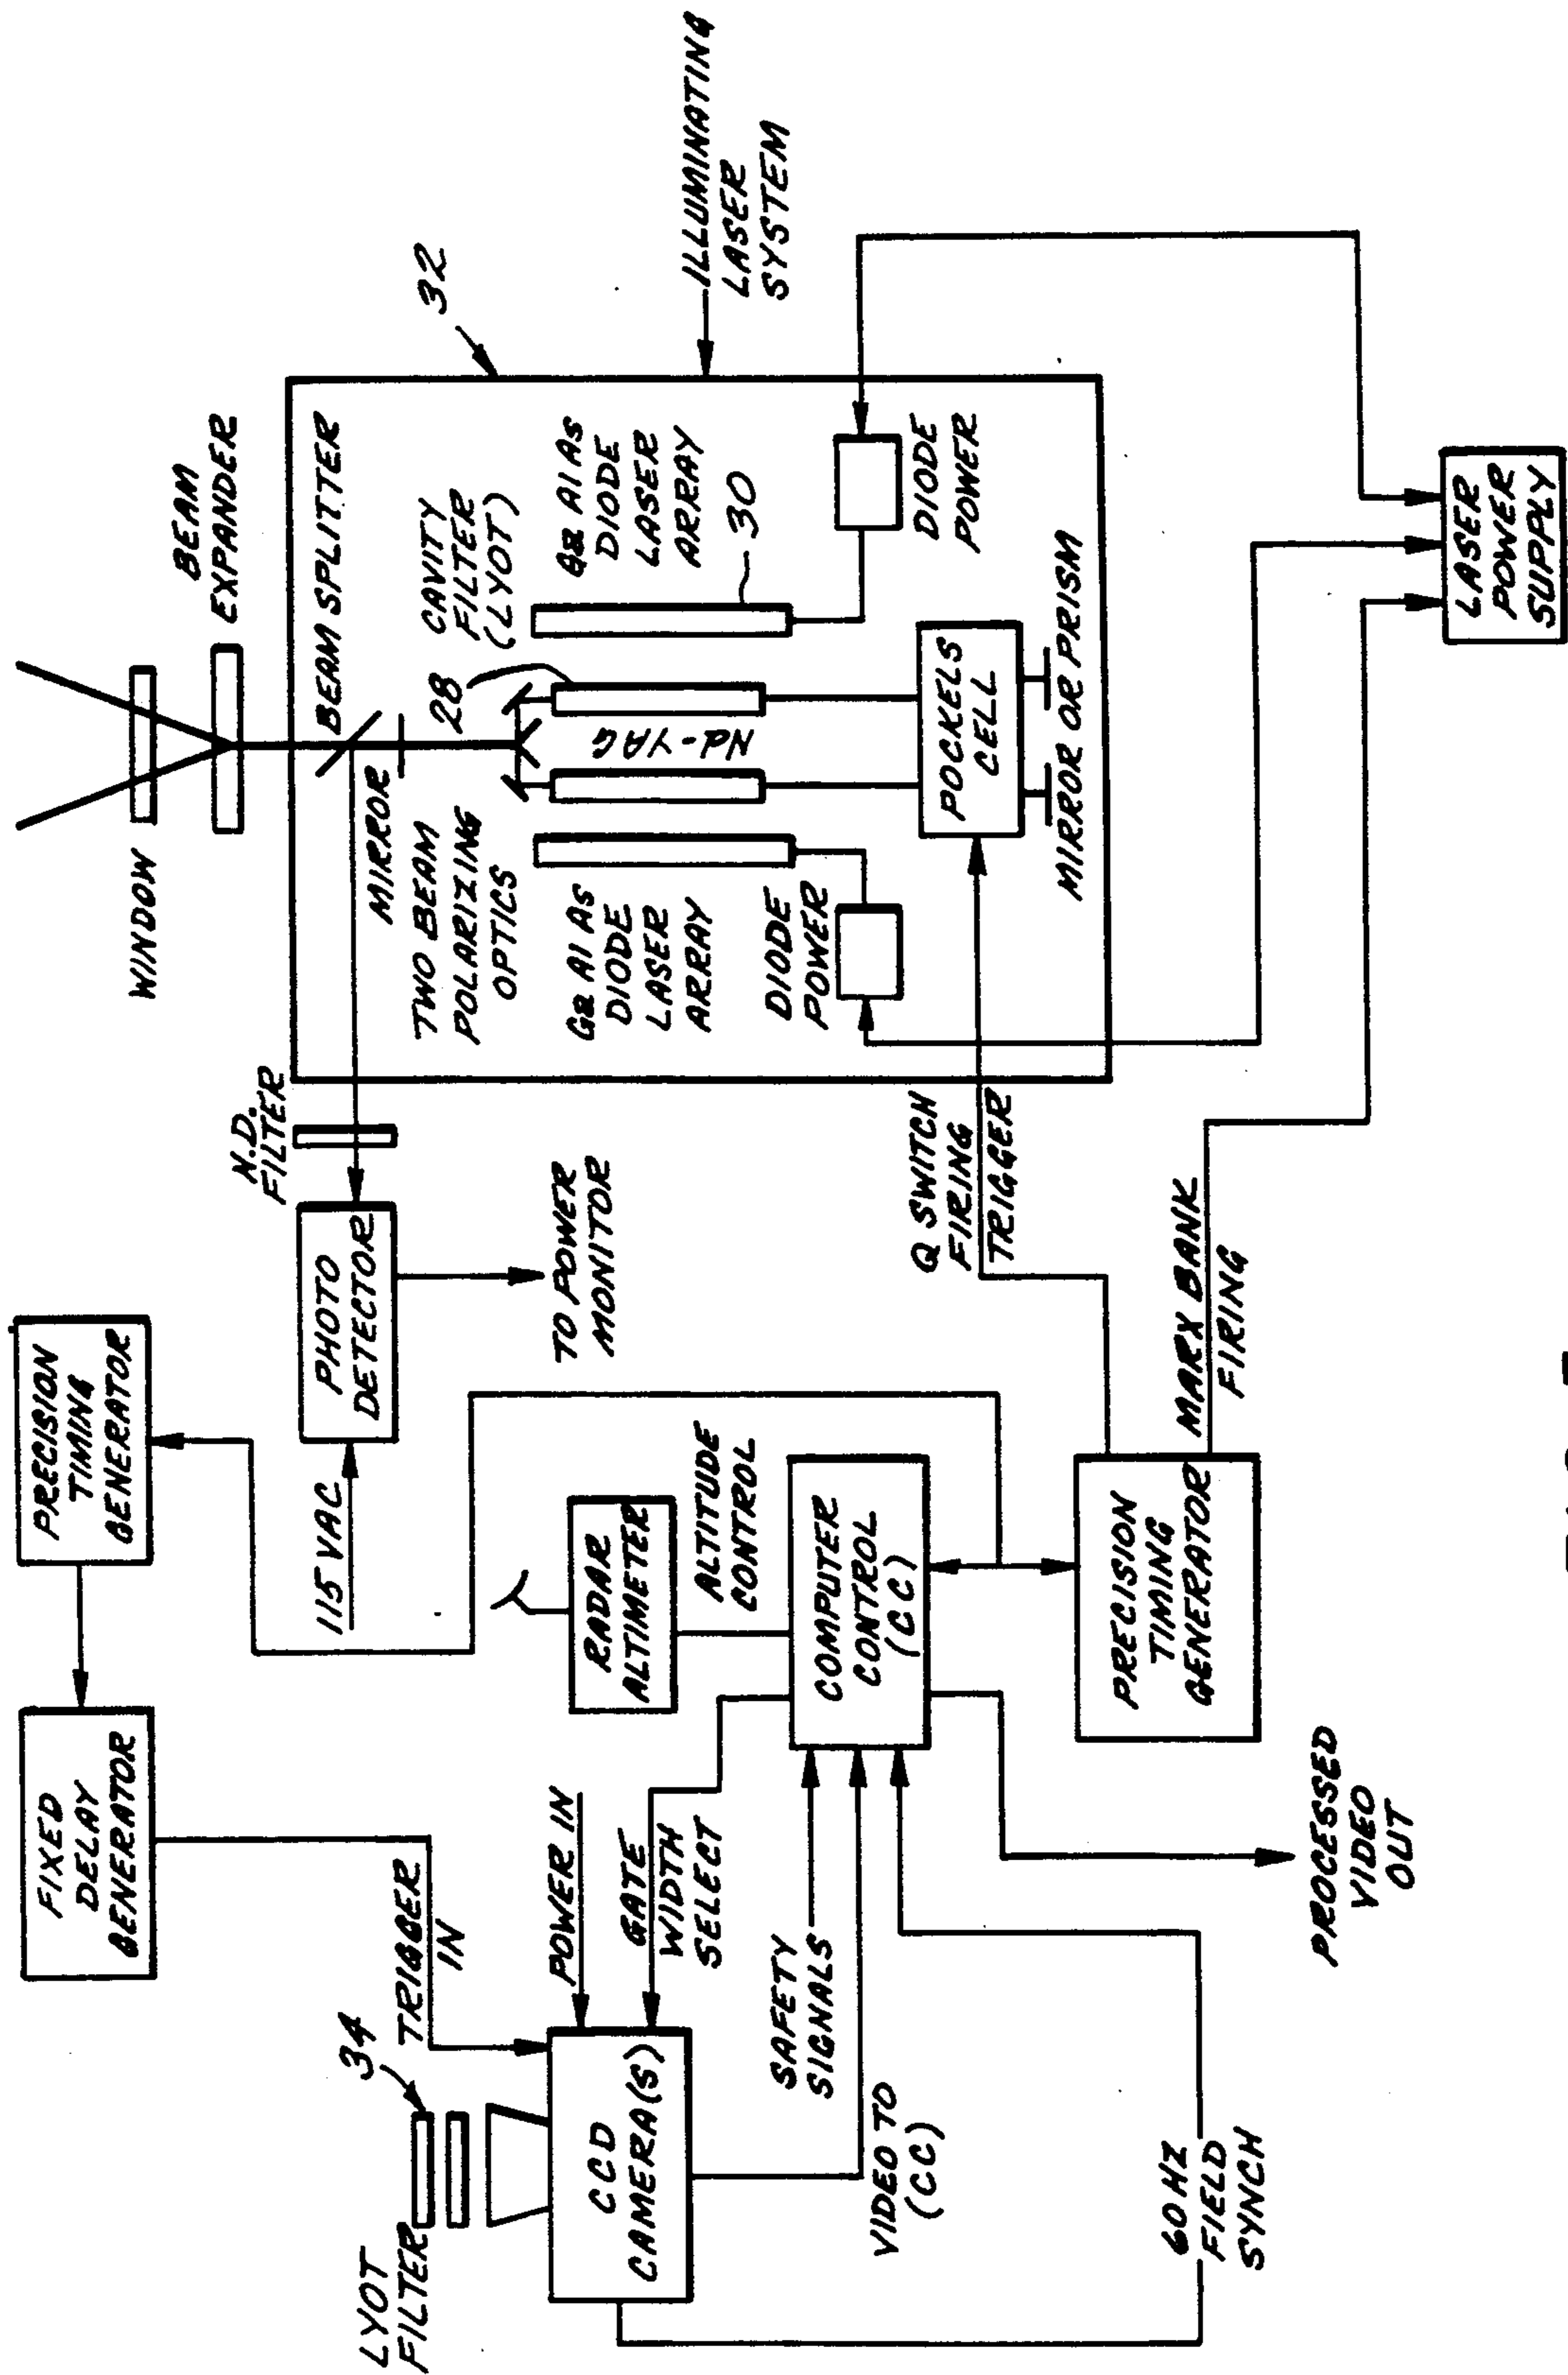 WINDOW
BEAM
EXPANDER
BEAM SPLITTER
MIRROR
32
ILLUMINATING
LASER
SYSTEM
TWO BEAM
POLARIZING
OPTICS
28
CAVITY
FILTER
(LYOT)
Ga Al As
DIODE
LASER
ARRAY
Nd-YAG
Ga Al As
DIODE
LASER
ARRAY
30
DIODE
POWER
DIODE
POWER
POCKELS
CELL
MIRROR OR PRISM
LASER
POWER
SUPPLY
N.D.
FILTER
PHOTO
DETECTOR
115 VAC
TO POWER
MONITOR
Q SWITCH
FIRING
TRIGGER
MARX BANK
FIRING
PRECISION
TIMING
GENERATOR
FIXED
DELAY
GENERATOR
TRIGGER
IN
RADAR
ALTIMETER
ALTITUDE
CONTROL
COMPUTER
CONTROL
(CC)
PRECISION
TIMING
GENERATOR
POWER IN
GATE
WIDTH
SELECT
34
LYOT
FILTER
CCD
CAMERA(S)
SAFETY
SIGNALS
VIDEO TO
(CC)
60 HZ
FIELD
SYNCH
PROCESSED
VIDEO
OUT